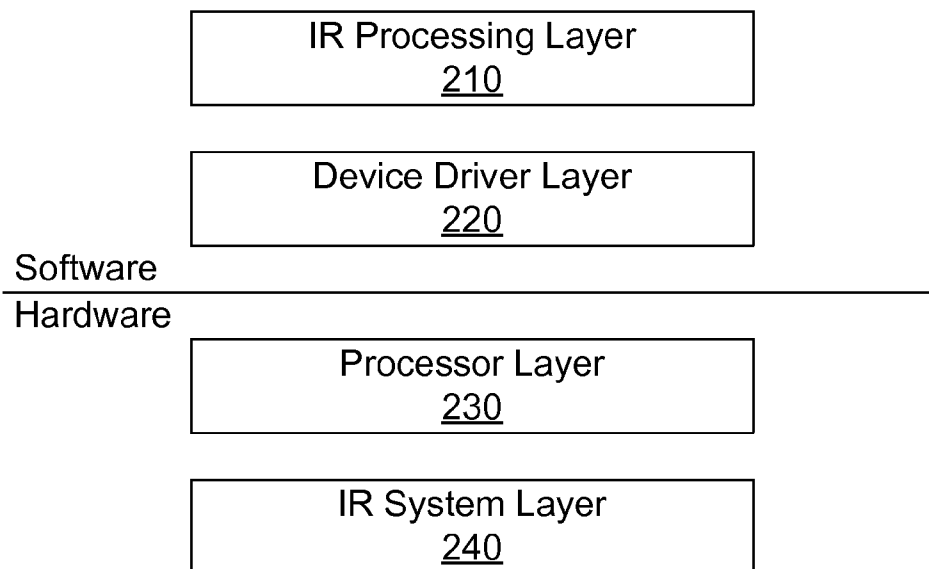 IR Processing Layer
210
Device Driver Layer
220
Software
Hardware
Processor Layer
230
IR System Layer
240